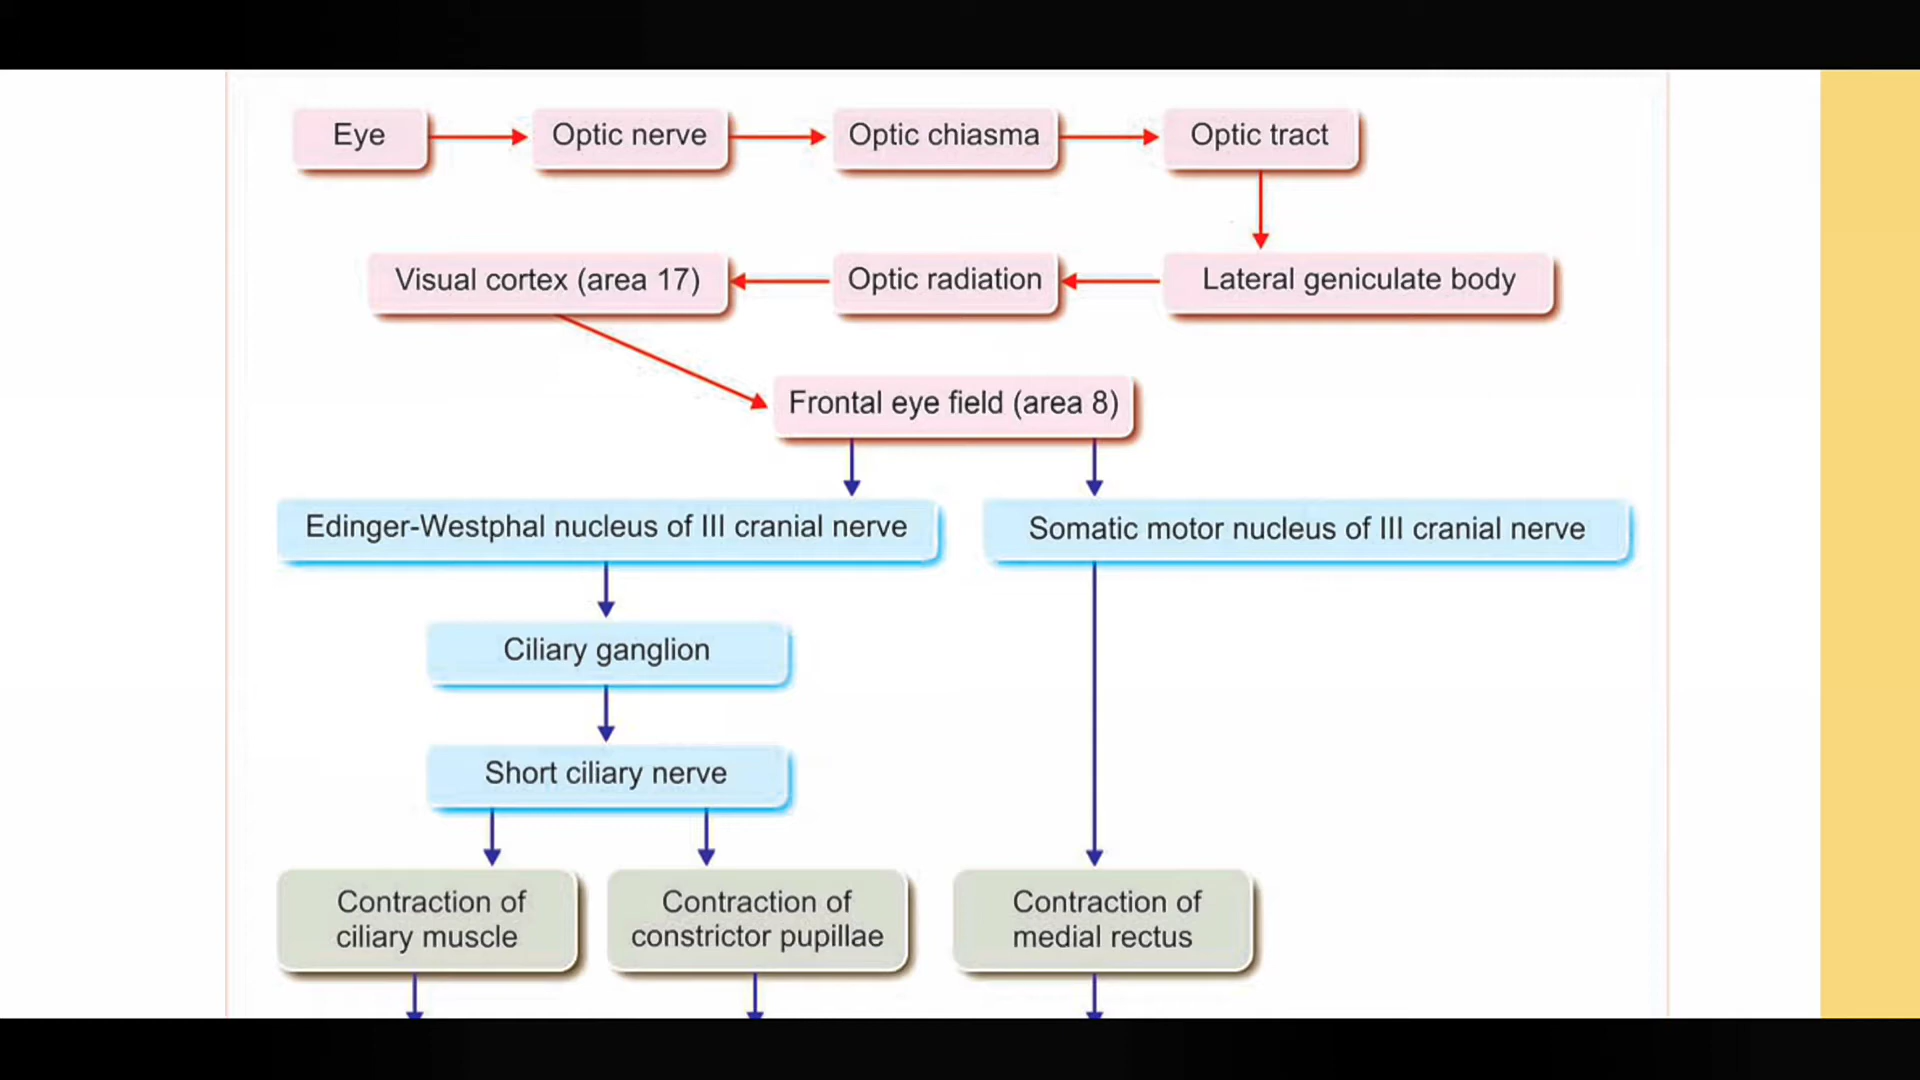 Eye
Optic nerve
Optic chiasma
Optic tract
Visual cortex (area 17)
Optic radiation
Lateral geniculate body
Frontal eye field (area 8)
Edinger-Westphal nucleus of III cranial nerve
Somatic motor nucleus of III cranial nerve
Ciliary ganglion
Short ciliary nerve
Contraction of
ciliary muscle
Contraction of
constrictor pupillae
Contraction of
medial rectus